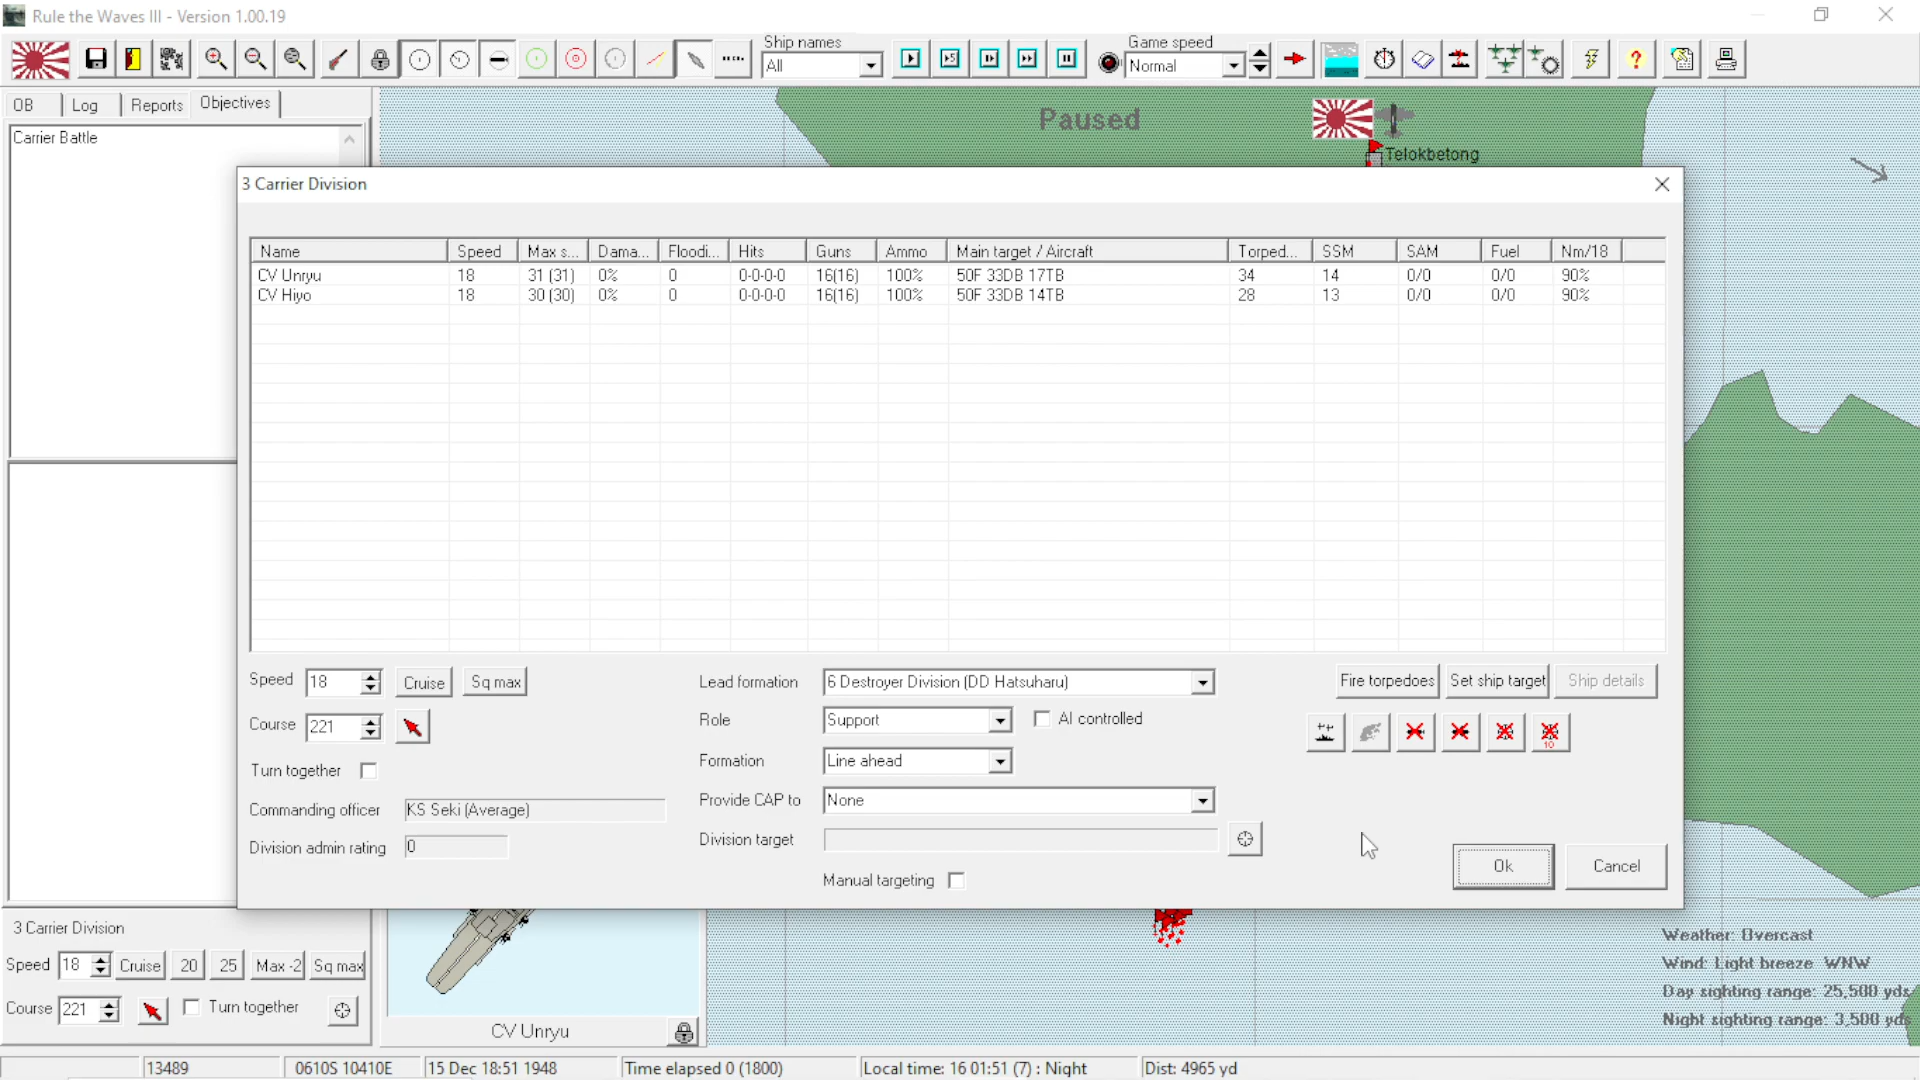 Rule the Waves III - Version 1.00.19
Ship names
All
Game speed
Normal
OB
Log
Reports
Objectives
Carrier Battle
Paused
Telokbetong
3 Carrier Division
Name Speed Max s... Dama... Floodi... Hits Guns Ammo Main target / Aircraft Torped... SSM SAM Fuel Nm/18
CV Unryu 18 31 (31) 0% 0 0-0-0-0 16(16) 100% 50F 33DB 17TB 34 14 0/0 0/0 90%
CV Hiyo 18 30 (30) 0% 0 0-0-0-0 16(16) 100% 50F 33DB 14TB 28 13 0/0 0/0 90%
Speed 18 Cruise Sq max
Lead formation 6 Destroyer Division (DD Hatsuharu)
Fire torpedoes Set ship target Ship details
Course 221
Role Support AI controlled
10
Turn together
Formation Line ahead
Commanding officer KS Seki (Average)
Provide CAP to None
Division admin rating 0
Division target
Manual targeting
Ok Cancel
3 Carrier Division
Speed 18 Cruise 20 25 Max -2 Sq max
Course 221 Turn together
CV Unryu
Weather: Overcast
Wind: Light breeze WNW
Day sighting range: 25,500 yds
Night sighting range: 3,500 yds
13489 0610S 10410E 15 Dec 18:51 1948 Time elapsed 0 (1800) Local time: 16 01:51 (7) : Night Dist: 4965 yd